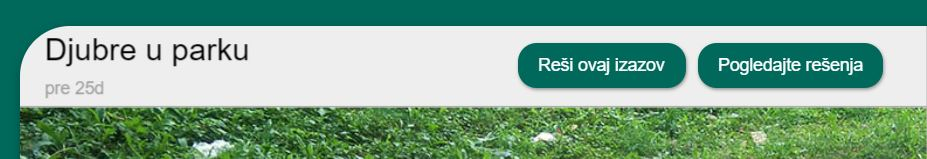 Djubre u parku
pre 25d
Reši ovaj izazov
Pogledajte rešenja